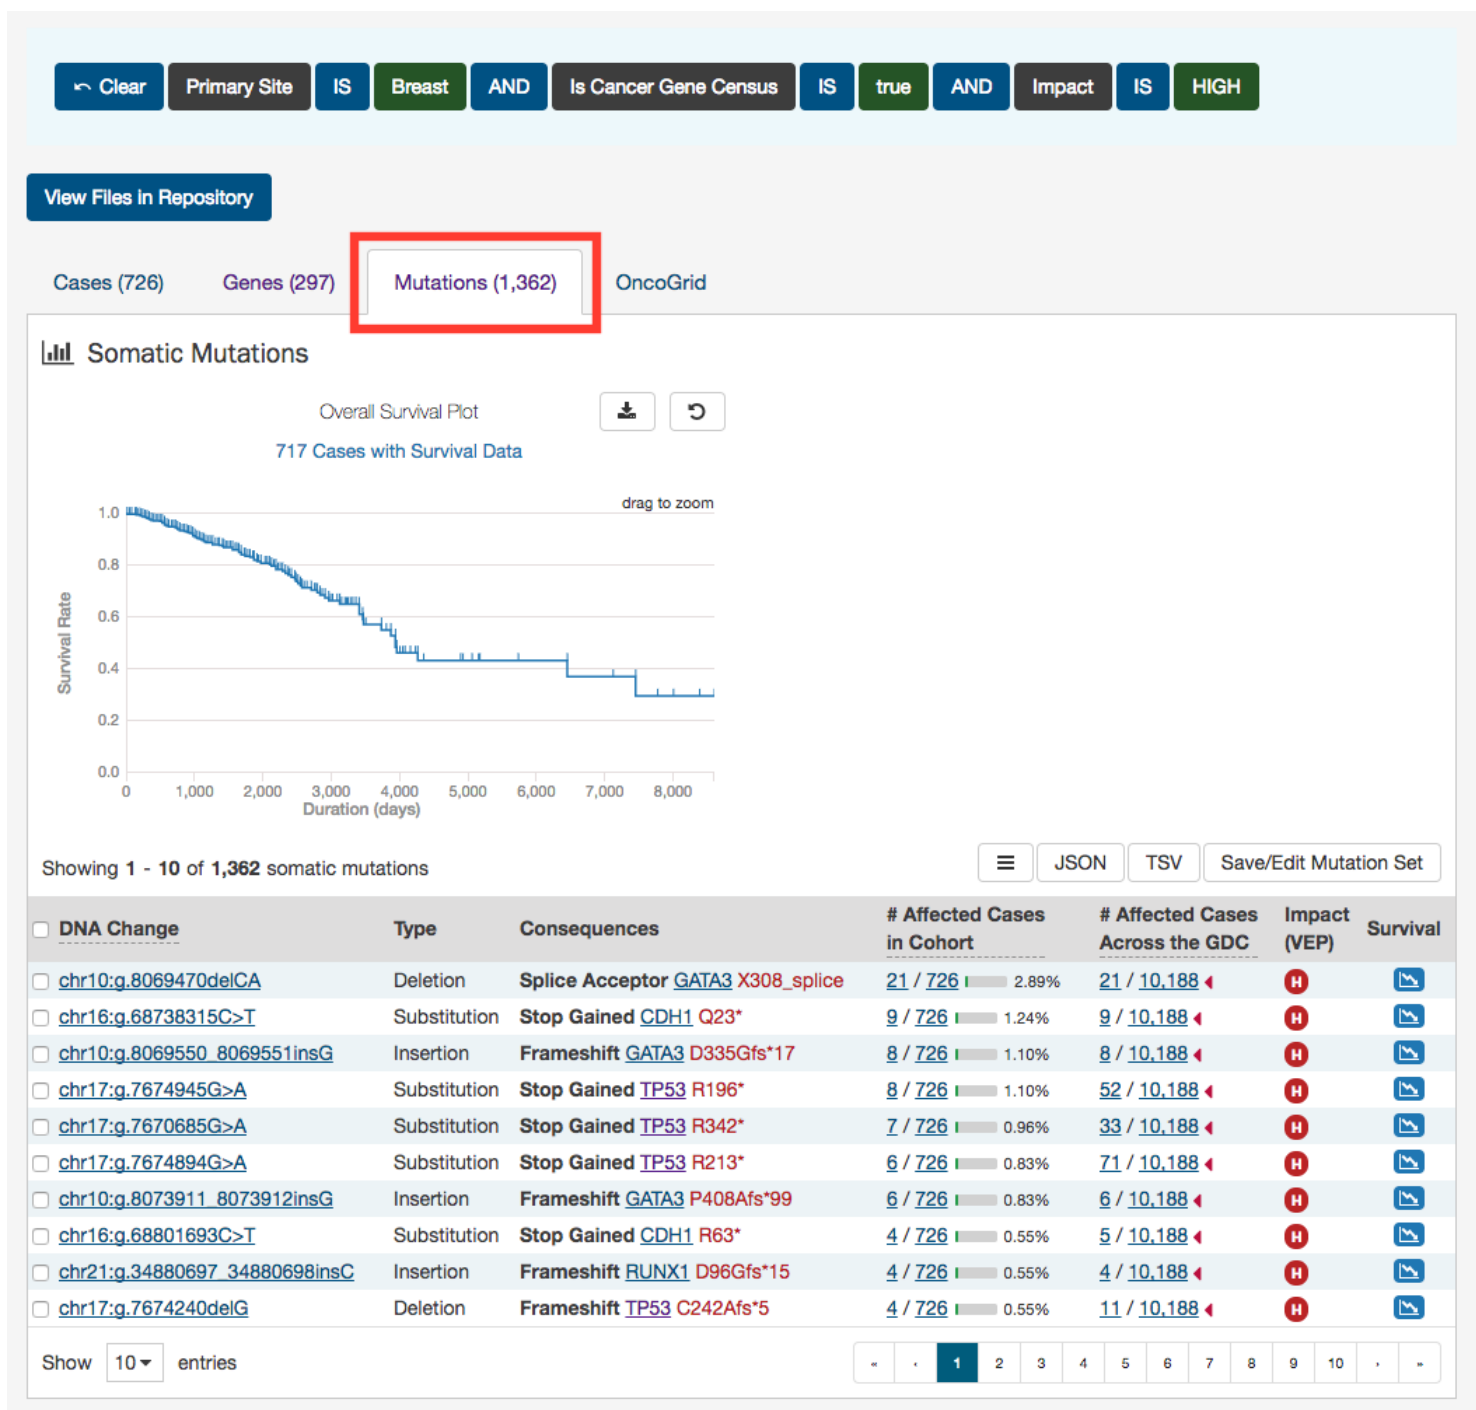 Clear Primary Site IS Breast AND Is Cancer Gene Census IS true AND Impact IS HIGH
View Files in Repository
Cases (726) Genes (297) Mutations (1,362) OncoGrid
Somatic Mutations
Overall Survival Plot
717 Cases with Survival Data
drag to zoom
1.0
0.8
0.6
0.4
0.2
0.0
Survival Rate
0 1,000 2,000 3,000 4,000 5,000 6,000 7,000 8,000
Duration (days)
Showing 1 - 10 of 1,362 somatic mutations JSON TSV Save/Edit Mutation Set
DNA Change Type Consequences # Affected Cases in Cohort # Affected Cases Across the GDC Impact (VEP) Survival
chr10:g.8069470delCA Deletion Splice Acceptor GATA3 X308_splice 21 / 726 2.89% 21 / 10,188 H
chr16:g.68738315C>T Substitution Stop Gained CDH1 Q23* 9 / 726 1.24% 9 / 10,188 H
chr10:g.8069550_8069551insG Insertion Frameshift GATA3 D335Gfs*17 8 / 726 1.10% 8 / 10,188 H
chr17:g.7674945G>A Substitution Stop Gained TP53 R196* 8 / 726 1.10% 52 / 10,188 H
chr17:g.7670685G>A Substitution Stop Gained TP53 R342* 7 / 726 0.96% 33 / 10,188 H
chr17:g.7674894G>A Substitution Stop Gained TP53 R213* 6 / 726 0.83% 71 / 10,188 H
chr10:g.8073911_8073912insG Insertion Frameshift GATA3 P408Afs*99 6 / 726 0.83% 6 / 10,188 H
chr16:g.68801693C>T Substitution Stop Gained CDH1 R63* 4 / 726 0.55% 5 / 10,188 H
chr21:g.34880697_34880698insC Insertion Frameshift RUNX1 D96Gfs*15 4 / 726 0.55% 4 / 10,188 H
chr17:g.7674240delG Deletion Frameshift TP53 C242Afs*5 4 / 726 0.55% 11 / 10,188 H
Show 10 entries « ‹ 1 2 3 4 5 6 7 8 9 10 › »